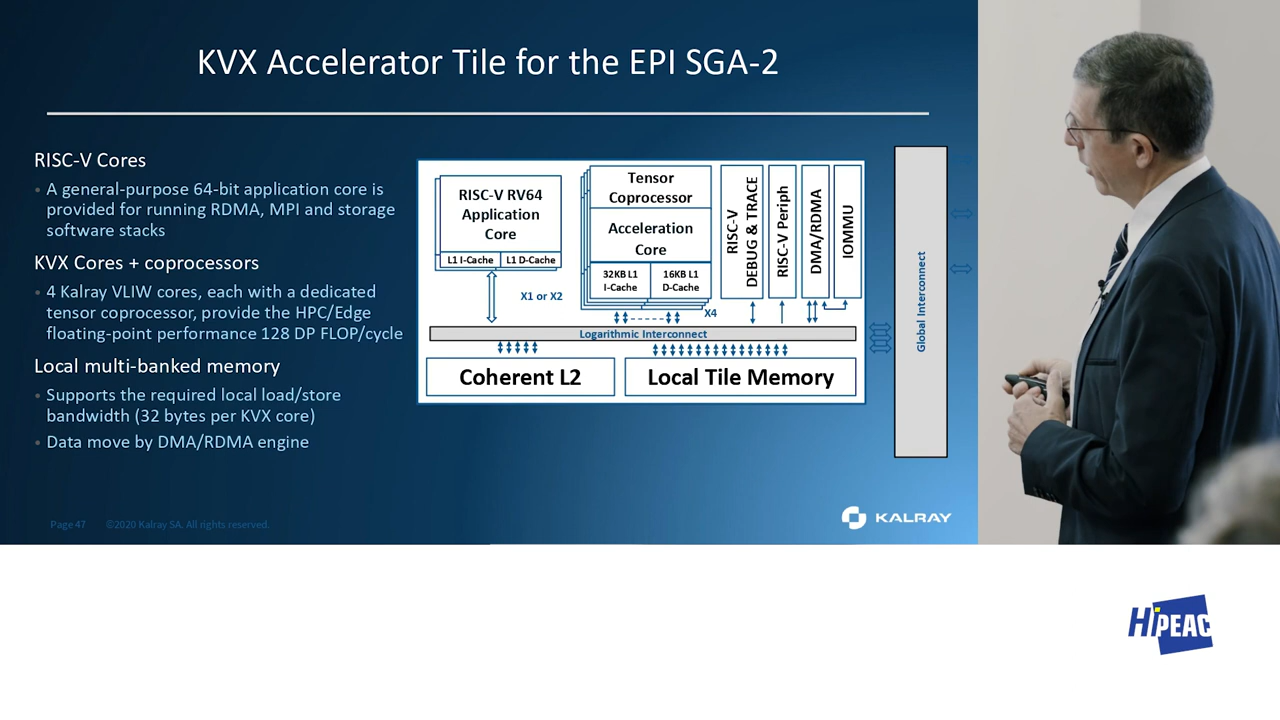 KVX Accelerator Tile for the EPI SGA-2
RISC-V Cores
• A general-purpose 64-bit application core is
provided for running RDMA, MPI and storage
software stacks
KVX Cores + coprocessors
• 4 Kalray VLIW cores, each with a dedicated
tensor coprocessor, provide the HPC/Edge
floating-point performance 128 DP FLOP/cycle
Local multi-banked memory
• Supports the required local load/store
bandwidth (32 bytes per KVX core)
• Data move by DMA/RDMA engine
RISC-V RV64
Application
Core
L1 I-Cache
L1 D-Cache
X1 or X2
Tensor
Coprocessor
Acceleration
Core
32KB L1
I-Cache
16KB L1
D-Cache
X4
RISC-V
DEBUG & TRACE
RISC-V Periph
DMA/RDMA
IOMMU
Logarithmic Interconnect
Coherent L2
Local Tile Memory
Global Interconnect
Page 47 ©2020 Kalray SA. All rights reserved.
KALRAY
HiPEAC